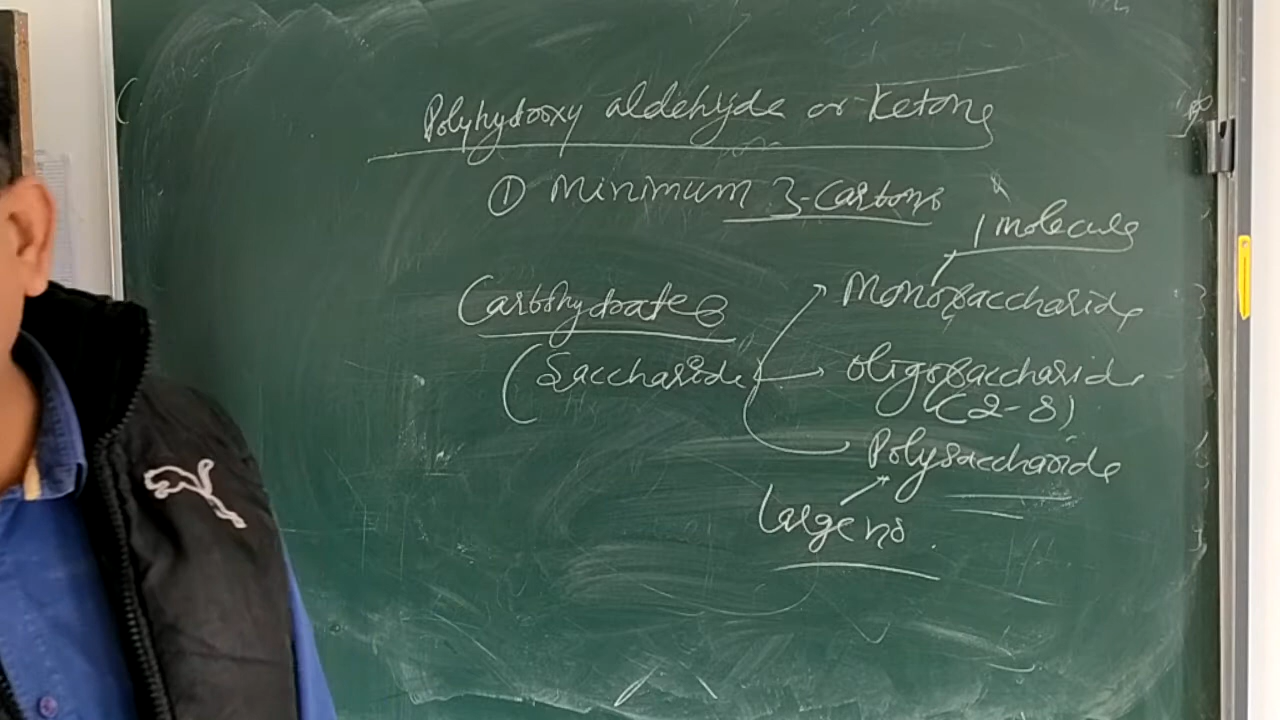 Polyhydroxy aldehyde or Ketone
① Minimum 3-Carbons
1 molecule
Carbohydrates
Monosaccharide
(Saccharide
oligosaccharide
(2-8)
Polysaccharide
Large no.